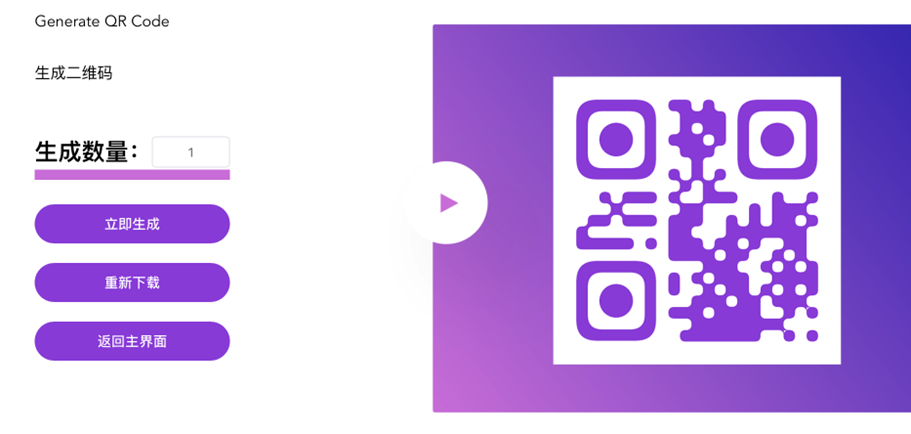 Generate QR Code
生成二维码
生成数量： 1
立即生成
重新下载
返回主界面